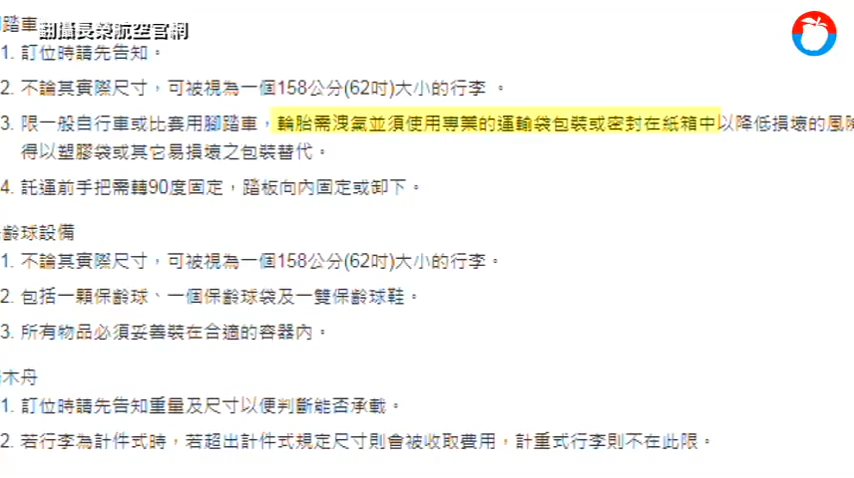 踏車
翻攝長榮航空官網
1. 訂位時請先告知。
2. 不論其實際尺寸，可被視為一個158公分(62吋)大小的行李 。
3. 限一般自行車或比賽用腳踏車，輪胎需洩氣並須使用專業的運輸袋包裝或密封在紙箱中以降低損壞的風
得以塑膠袋或其它易損壞之包裝替代。
4. 託運前手把需轉90度固定，踏板向內固定或卸下。
齡球設備
1. 不論其實際尺寸，可被視為一個158公分(62吋)大小的行李。
2. 包括一顆保齡球、一個保齡球袋及一雙保齡球鞋。
3. 所有物品必須妥善裝在合適的容器內。
木舟
1. 訂位時請先告知重量及尺寸以便判斷能否承載。
2. 若行李為計件式時，若超出計件式規定尺寸則會被收取費用，計重式行李則不在此限。